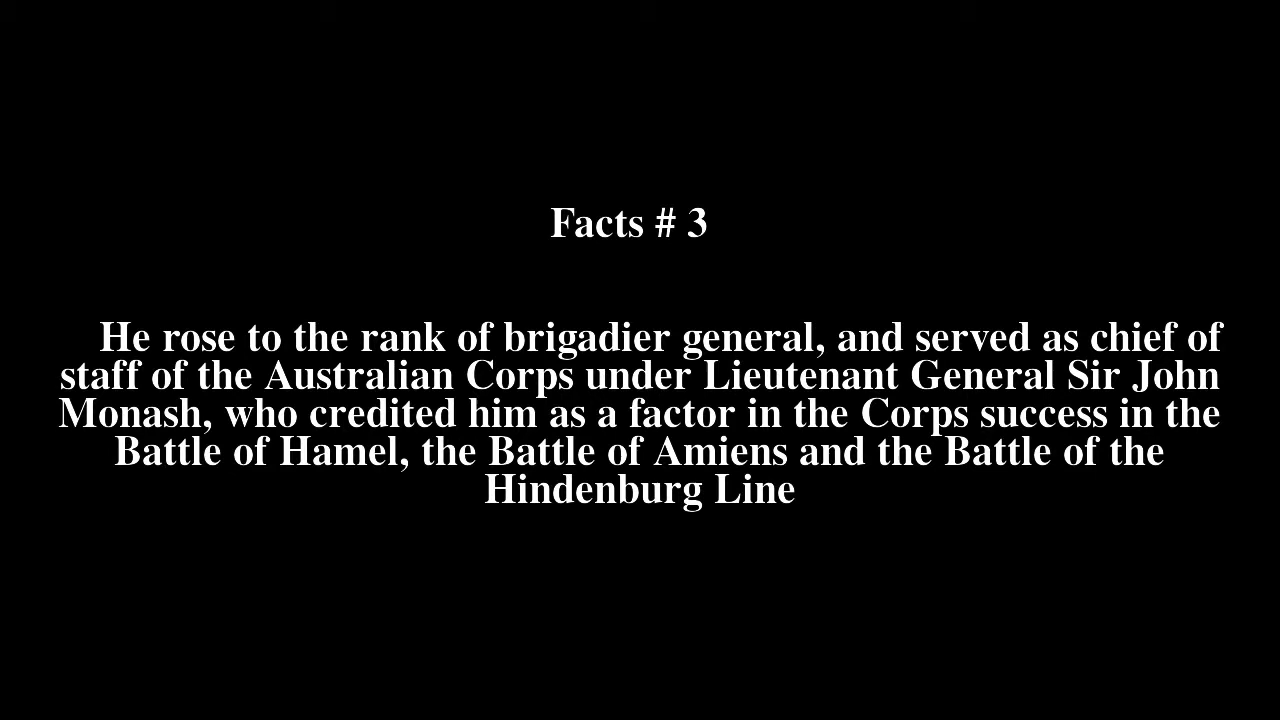 Facts # 3
He rose to the rank of brigadier general, and served as chief of
staff of the Australian Corps under Lieutenant General Sir John
Monash, who credited him as a factor in the Corps success in the
Battle of Hamel, the Battle of Amiens and the Battle of the
Hindenburg Line